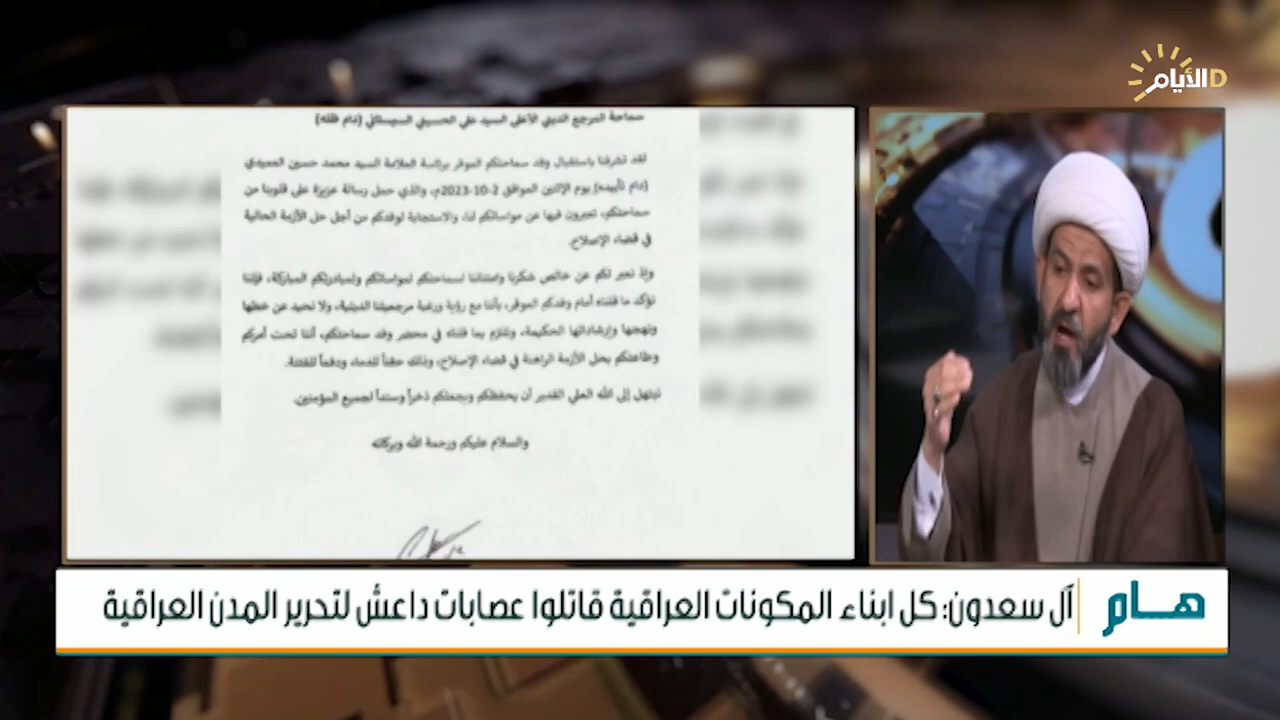 الأيام D
سماحة المرجع الديني الأعلى السيد علي الحسيني السيستاني (دام ظله)
لقد تشرفنا باستقبال وفد سماحتكم الموقر برئاسة العلامة السيد محمد حسين العميدي
(دام تأييده) يوم الإثنين الموافق 2-10-2023م، والذي حمل رسالة عزيزة على قلوبنا من
سماحتكم، تعبرون فيها عن مواساتكم لنا، والاستجابة لوفدكم من أجل حل الأزمة الحالية
في قضاء الإصلاح.
وإذ نعبر لكم عن خالص شكرنا وامتناننا لسماحتكم لمواساتكم ولمبادرتكم المباركة، فإننا
نؤكد ما قلناه أمام وفدكم الموقر، بأننا مع رؤية ورغبة مرجعيتنا الدينية، ولا نحيد عن خطها
ونهجها وإرشاداتها الحكيمة، ونلتزم بما قلناه في محضر وفد سماحتكم، أننا تحت أمركم
وطاعتكم بحل الأزمة الراهنة في قضاء الإصلاح، وذلك حقناً للدماء ودفعاً للفتنة.
نبتهل إلى الله العلي القدير أن يحفظكم ويجعلكم ذخراً وسنداً لجميع المؤمنين.
والسلام عليكم ورحمة الله وبركاته
هـام
آل سعدون: كل ابناء المكونات العراقية قاتلوا عصابات داعش لتحرير المدن العراقية